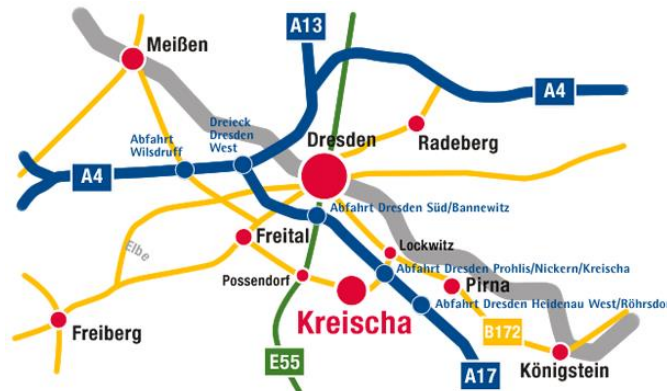 A13
Meißen
A4
Dreieck
Dresden
West
Abfahrt
Wilsdruff
Dresden
Radeberg
A4
Abfahrt Dresden Süd/Bannewitz
Elbe
Freital
Lockwitz
Possendorf
Abfahrt Dresden Prohlis/Nickern/Kreischa
Pirna
Kreischa
Abfahrt Dresden Heidenau West/Röhrsdo
Freiberg
B172
E55
A17
Königstein